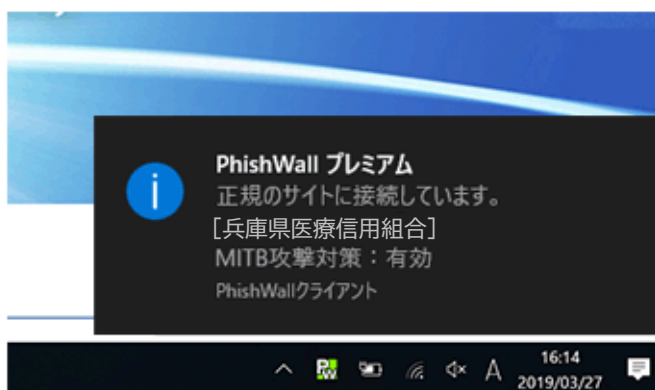 PhishWall プレミアム
正規のサイトに接続しています。
[兵庫県医療信用組合]
MITB攻撃対策：有効
PhishWallクライアント
A
16:14
2019/03/27